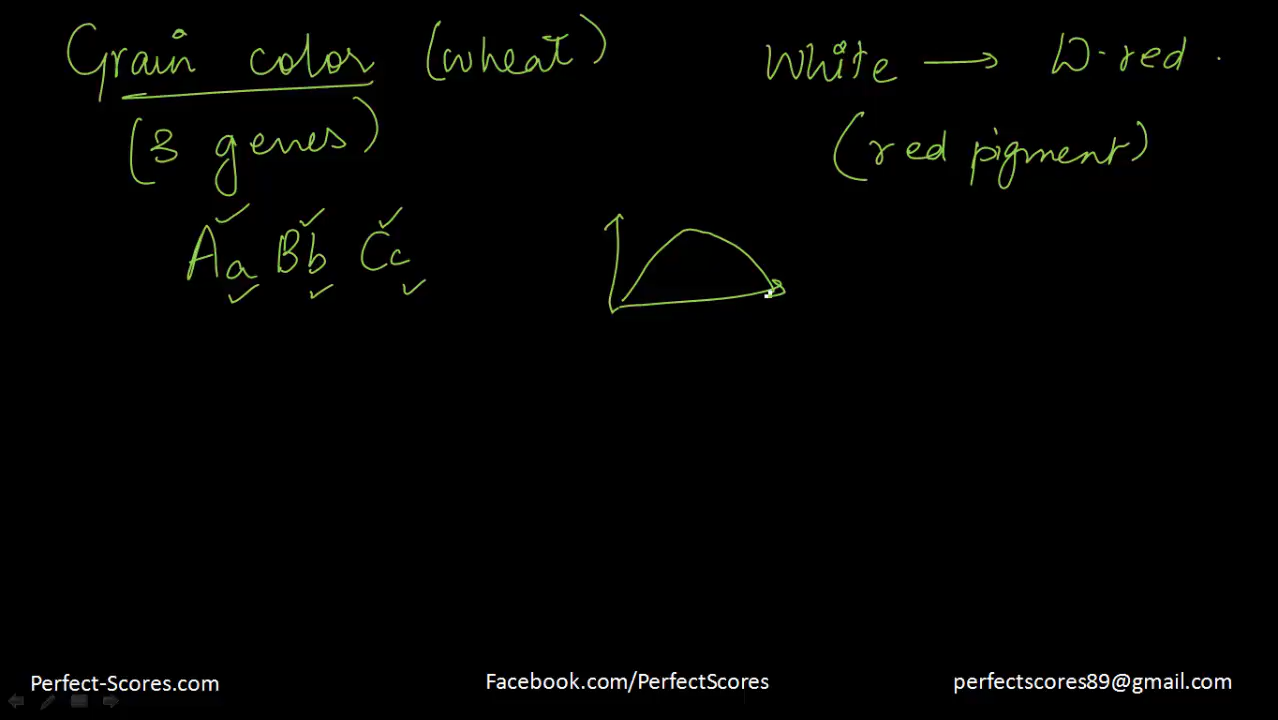 Grain color (wheat)
White → D. red.
(3 genes)
(red pigment)
Aa Bb Cc
Perfect-Scores.com
Facebook.com/PerfectScores
perfectscores89@gmail.com